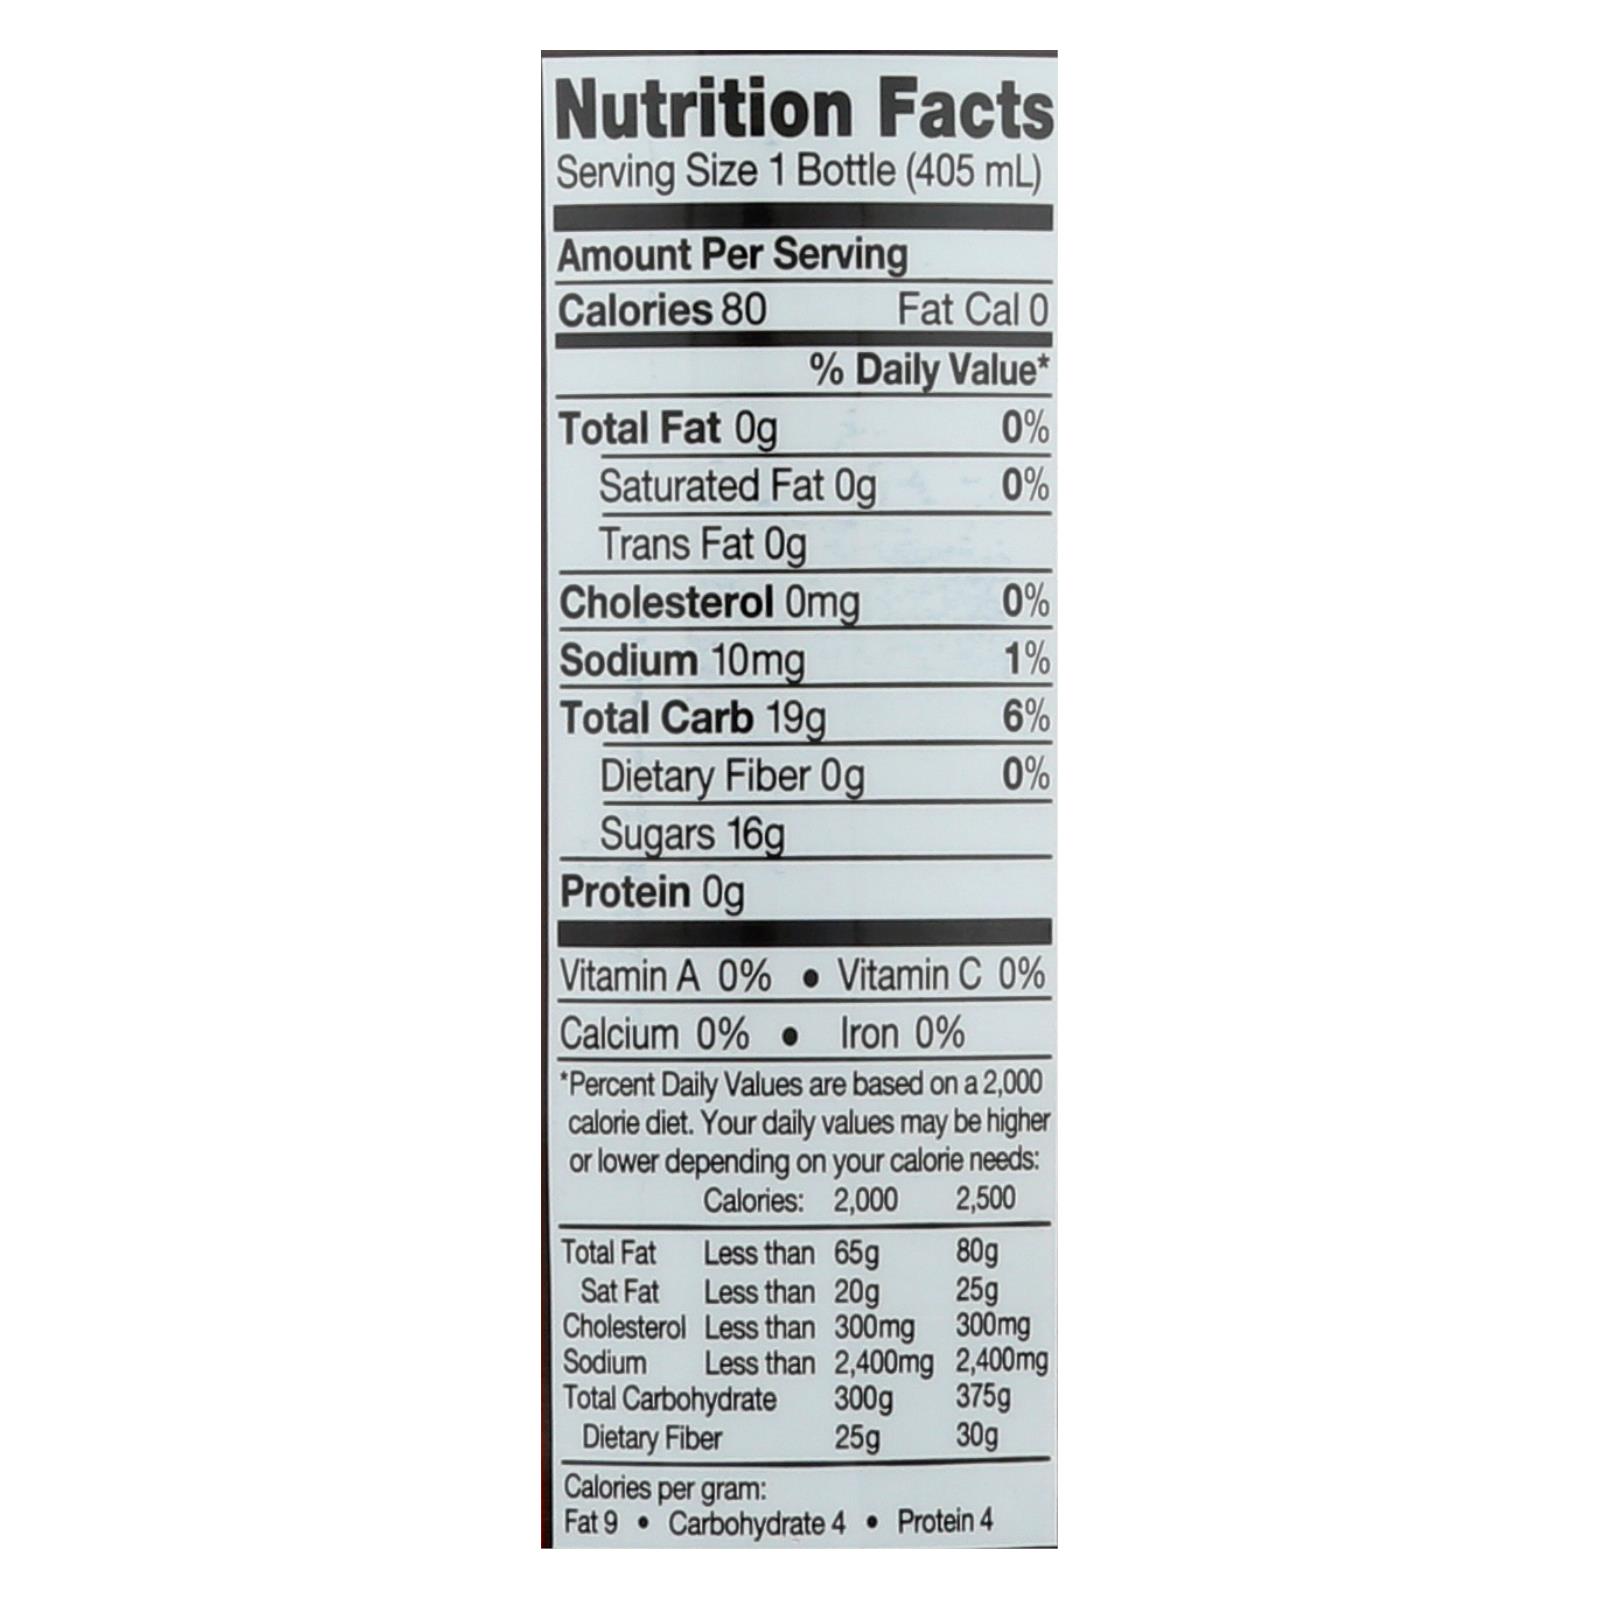 Nutrition Facts
Serving Size 1 Bottle (405 mL)
Amount Per Serving
Calories 80 Fat Cal 0
% Daily Value*
Total Fat 0g 0%
Saturated Fat 0g 0%
Trans Fat 0g
Cholesterol 0mg 0%
Sodium 10mg 1%
Total Carb 19g 6%
Dietary Fiber 0g 0%
Sugars 16g
Protein 0g
Vitamin A 0% • Vitamin C 0%
Calcium 0% • Iron 0%
*Percent Daily Values are based on a 2,000
calorie diet. Your daily values may be higher
or lower depending on your calorie needs:
Calories: 2,000 2,500
Total Fat Less than 65g 80g
Sat Fat Less than 20g 25g
Cholesterol Less than 300mg 300mg
Sodium Less than 2,400mg 2,400mg
Total Carbohydrate 300g 375g
Dietary Fiber 25g 30g
Calories per gram:
Fat 9 • Carbohydrate 4 • Protein 4